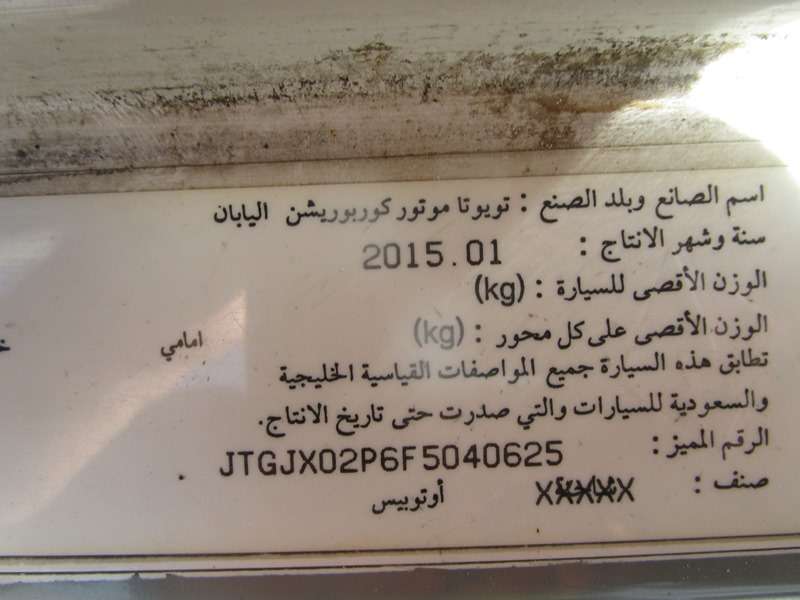 اسم الصانع وبلد الصنع : تويوتا موتور كوربوريشن اليابان
سنة وشهر الانتاج : 2015.01
الوزن الأقصى للسيارة : (kg)
الوزن الأقصى على كل محور : (kg) امامي
تطابق هذه السيارة جميع المواصفات القياسية الخليجية
والسعودية للسيارات والتي صدرت حتى تاريخ الانتاج.
الرقم المميز : JTGJX02P6F5040625
صنف : XXXXX أوتوبيس